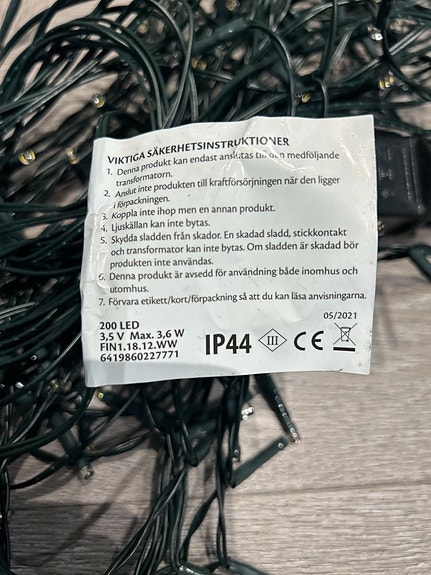 VIKTIGA SÄKERHETSINSTRUKTIONER
1. Denna produkt kan endast anslutas till den medföljande
transformatorn.
2. Anslut inte produkten till kraftförsörjningen när den ligger
i förpackningen.
3. Koppla inte ihop men en annan produkt.
4. Ljuskällan kan inte bytas.
5. Skydda sladden från skador. En skadad sladd, stickkontakt
och transformator kan inte bytas. Om sladden är skadad bör
produkten inte användas.
6. Denna produkt är avsedd för användning både inomhus och
utomhus.
7. Förvara etikett/kort/förpackning så att du kan läsa anvisningarna.
05/2021
200 LED
3,5 V Max. 3,6 W
FIN1.18.12.WW
6419860227771
IP44 III CE